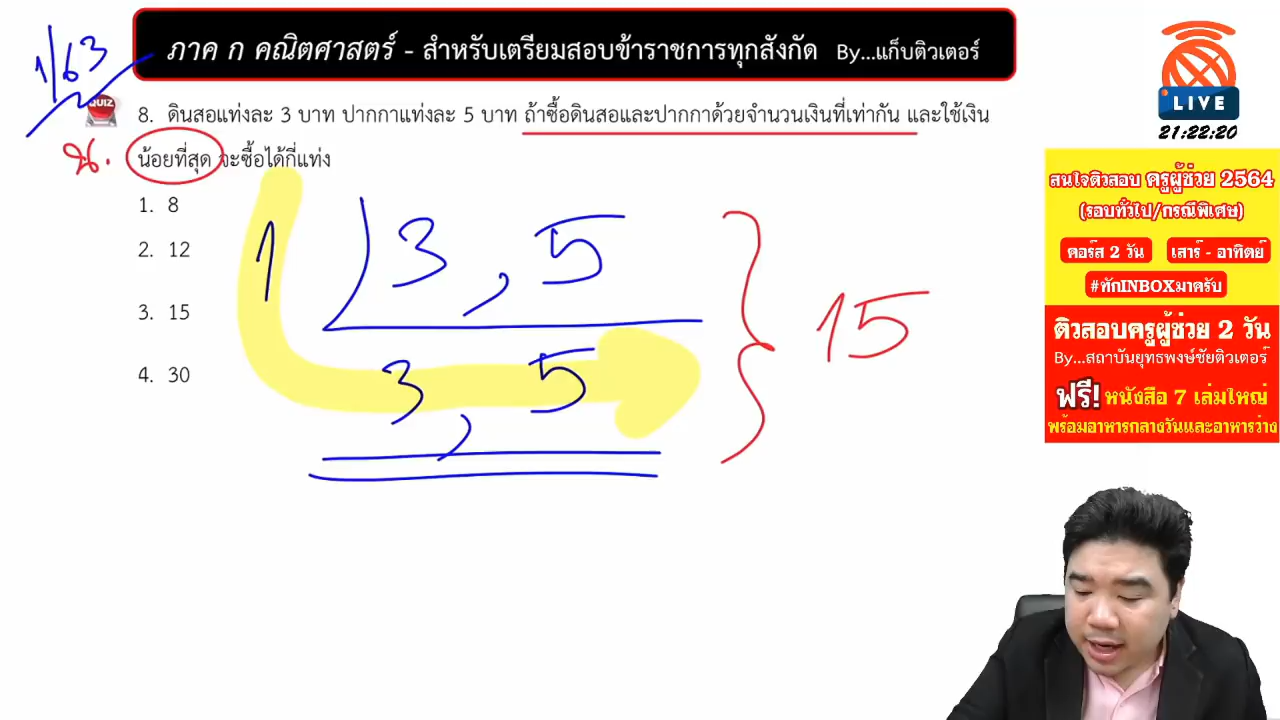 ภาค ก คณิตศาสตร์ - สำหรับเตรียมสอบข้าราชการทุกสังกัด By...แก็บติวเตอร์
1/63
QUIZ
8. ดินสอแท่งละ 3 บาท ปากกาแท่งละ 5 บาท ถ้าซื้อดินสอและปากกาด้วยจำนวนเงินที่เท่ากัน และใช้เงิน
น. น้อยที่สุด จะซื้อได้กี่แท่ง
1. 8
2. 12
3. 15
4. 30
1 3 , 5
3 , 5
15
LIVE
21:22:20
สนใจติวสอบ ครูผู้ช่วย 2564
(รอบทั่วไป/กรณีพิเศษ)
คอร์ส 2 วัน เสาร์ - อาทิตย์
#ทักINBOXมาครับ
ติวสอบครูผู้ช่วย 2 วัน
By...สถาบันยุทธพงษ์ชัยติวเตอร์
ฟรี! หนังสือ 7 เล่มใหญ่
พร้อมอาหารกลางวันและอาหารว่าง